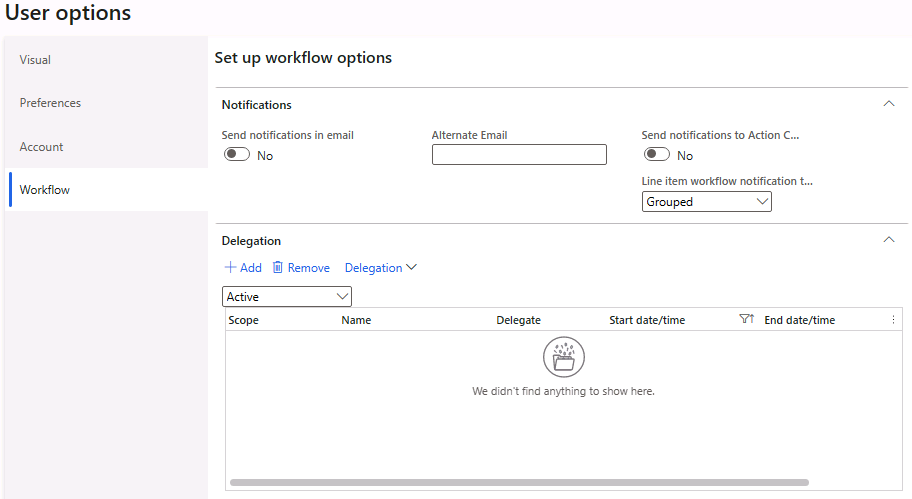 User options
Visual
Preferences
Account
Workflow
Set up workflow options
Notifications
Send notifications in email
No
Alternate Email
Send notifications to Action C...
No
Line item workflow notification t...
Grouped
Delegation
Add Remove Delegation
Active
Scope Name Delegate Start date/time End date/time
We didn't find anything to show here.